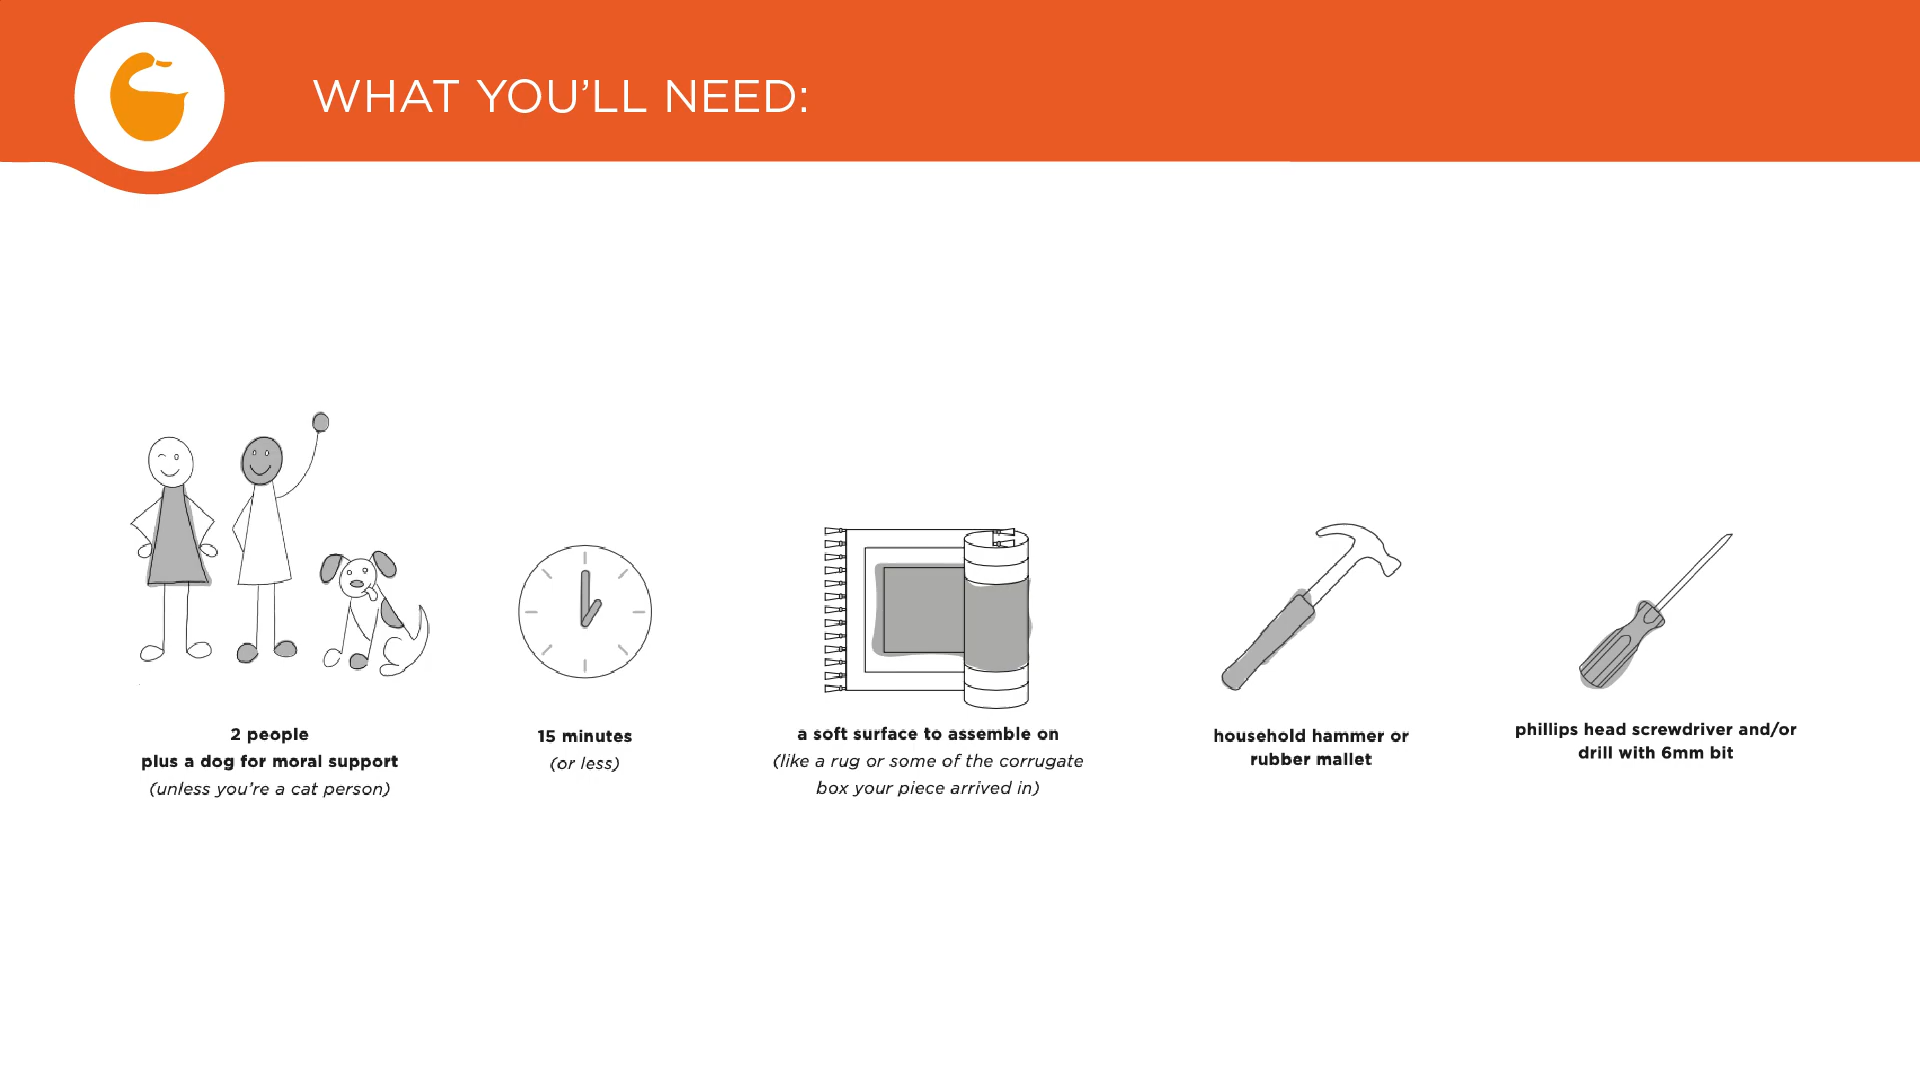 WHAT YOU'LL NEED:
2 people
plus a dog for moral support
(unless you're a cat person)
15 minutes
(or less)
a soft surface to assemble on
(like a rug or some of the corrugate
box your piece arrived in)
household hammer or
rubber mallet
phillips head screwdriver and/or
drill with 6mm bit